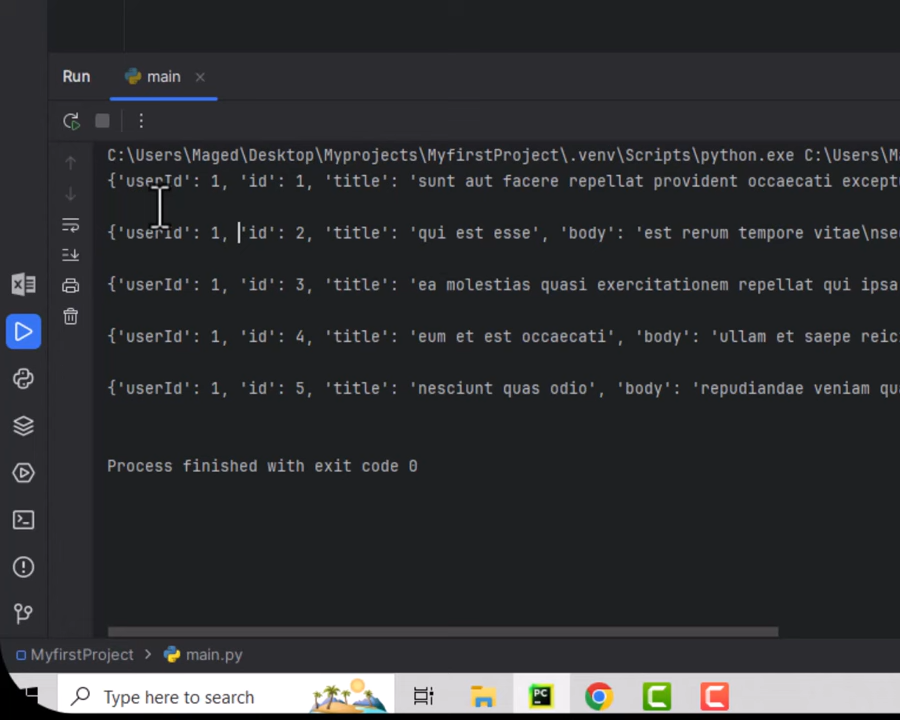 Run main
C:\Users\Maged\Desktop\Myprojects\MyfirstProject\.venv\Scripts\python.exe
{'userId': 1, 'id': 1, 'title': 'sunt aut facere repellat provident occaecati
{'userId': 1, 'id': 2, 'title': 'qui est esse', 'body': 'est rerum tempore vitae\nse
{'userId': 1, 'id': 3, 'title': 'ea molestias quasi exercitationem repellat qui ipsa
{'userId': 1, 'id': 4, 'title': 'eum et est occaecati', 'body': 'ullam et saepe reic
{'userId': 1, 'id': 5, 'title': 'nesciunt quas odio', 'body': 'repudiandae veniam
Process finished with exit code 0
MyfirstProject > main.py
PC
Type here to search